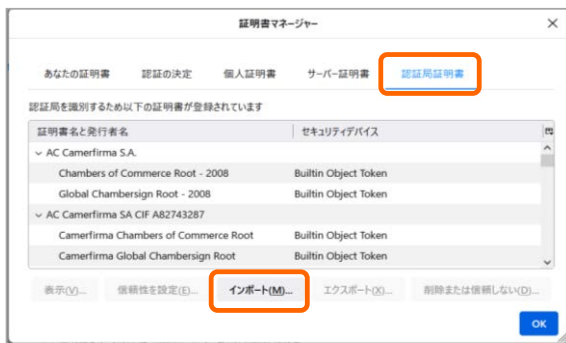 証明書マネージャー
あなたの証明書 認証の決定 個人証明書 サーバー証明書 認証局証明書
認証局を識別するため以下の証明書が登録されています
証明書名と発行者名 セキュリティデバイス
AC Camerfirma S.A.
Chambers of Commerce Root - 2008 Builtin Object Token
Global Chambersign Root - 2008 Builtin Object Token
AC Camerfirma SA CIF A82743287
Camerfirma Chambers of Commerce Root Builtin Object Token
Camerfirma Global Chambersign Root Builtin Object Token
表示(V)... 信頼性を設定(E)... インポート(M)... エクスポート(X)... 削除または信頼しない(D)...
OK